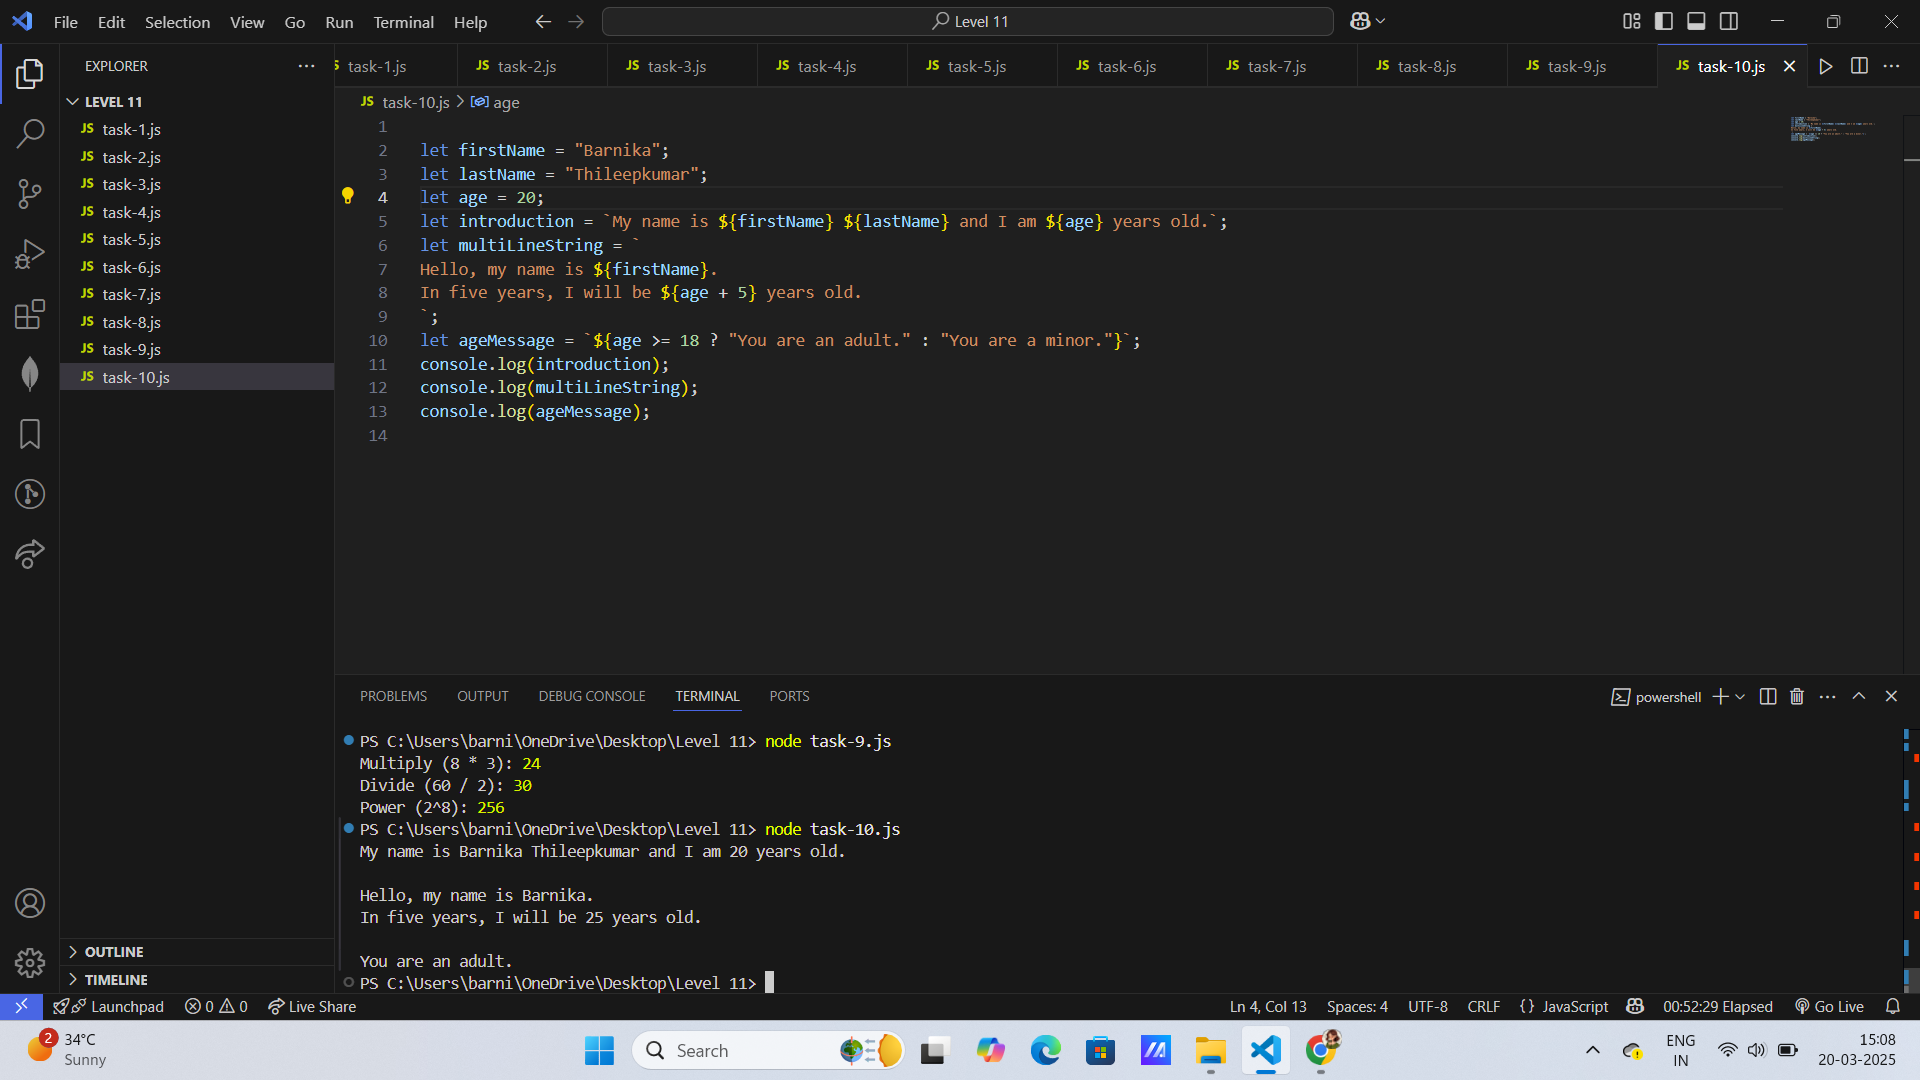 File Edit Selection View Go Run Terminal Help
Level 11
EXPLORER
LEVEL 11
JS task-1.js
JS task-2.js
JS task-3.js
JS task-4.js
JS task-5.js
JS task-6.js
JS task-7.js
JS task-8.js
JS task-9.js
JS task-10.js
OUTLINE
TIMELINE
task-1.js JS task-2.js JS task-3.js JS task-4.js JS task-5.js JS task-6.js JS task-7.js JS task-8.js JS task-9.js JS task-10.js
JS task-10.js > age
1
2 let firstName = "Barnika";
3 let lastName = "Thileepkumar";
4 let age = 20;
5 let introduction = `My name is ${firstName} ${lastName} and I am ${age} years old.`;
6 let multiLineString = `
7 Hello, my name is ${firstName}.
8 In five years, I will be ${age + 5} years old.
9 `;
10 let ageMessage = `${age >= 18 ? "You are an adult." : "You are a minor."}`;
11 console.log(introduction);
12 console.log(multiLineString);
13 console.log(ageMessage);
14
PROBLEMS OUTPUT DEBUG CONSOLE TERMINAL PORTS
powershell
PS C:\Users\barni\OneDrive\Desktop\Level 11> node task-9.js
Multiply (8 * 3): 24
Divide (60 / 2): 30
Power (2^8): 256
PS C:\Users\barni\OneDrive\Desktop\Level 11> node task-10.js
My name is Barnika Thileepkumar and I am 20 years old.
Hello, my name is Barnika.
In five years, I will be 25 years old.
You are an adult.
PS C:\Users\barni\OneDrive\Desktop\Level 11>
Launchpad 0 0 Live Share Ln 4, Col 13 Spaces: 4 UTF-8 CRLF {} JavaScript 00:52:29 Elapsed Go Live
2
34°C
Sunny
Search
ENG
IN
15:08
20-03-2025